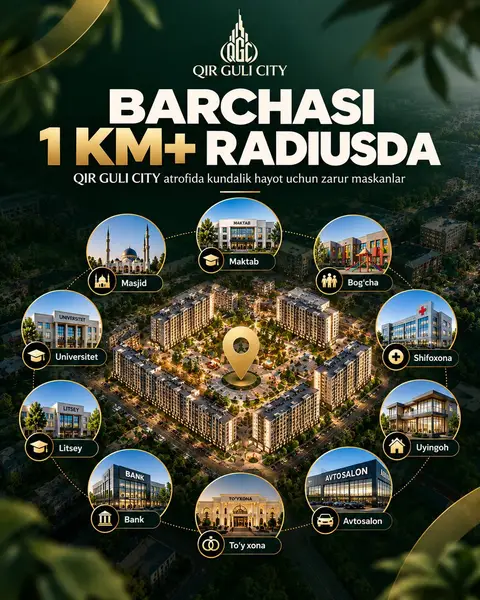 QGC
QIR GULI CITY
BARCHASI
1 KM+ RADIUSDA
QIR GULI CITY atrofida kundalik hayot uchun zarur maskanlar
MAKTAB
Maktab
Masjid
Bog'cha
UNIVERSITET
Universitet
Shifoxona
LITSEY
Litsey
Uyingoh
BANK
Bank
TO'YXONA
To'y xona
AVTOSALON
Avtosalon